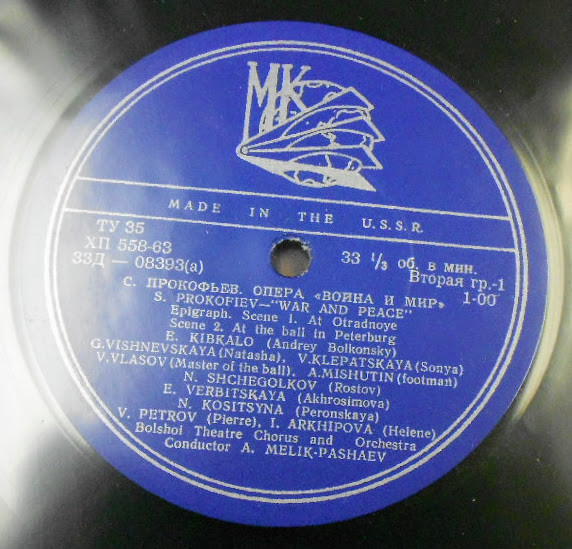 МК
MADE IN THE U.S.S.R.
ТУ 35
ХП 558-63
33Д — 08393(а)
33 ⅓ об. в мин.
Вторая гр.-1
1-00
С. ПРОКОФЬЕВ. ОПЕРА «ВОЙНА И МИР»
S. PROKOFIEV—"WAR AND PEACE"
Epigraph. Scene 1. At Otradnoye
Scene 2. At the ball in Peterburg
E. KIBKALO (Andrey Bolkonsky)
G. VISHNEVSKAYA (Natasha), V. KLEPATSKAYA (Sonya)
V. VLASOV (Master of the ball), A. MISHUTIN (footman)
N. SHCHEGOLKOV (Rostov)
E. VERBITSKAYA (Akhrosimova)
N. KOSITSYNA (Peronskaya)
V. PETROV (Pierre), I. ARKHIPOVA (Helene)
Bolshoi Theatre Chorus and Orchestra
Conductor A. MELIK-PASHAEV